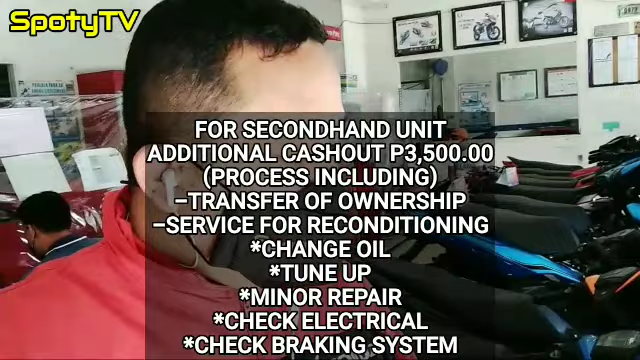 SpotyTV
FOR SECONDHAND UNIT
ADDITIONAL CASHOUT P3,500.00
(PROCESS INCLUDING)
–TRANSFER OF OWNERSHIP
–SERVICE FOR RECONDITIONING
*CHANGE OIL
*TUNE UP
*MINOR REPAIR
*CHECK ELECTRICAL
*CHECK BRAKING SYSTEM